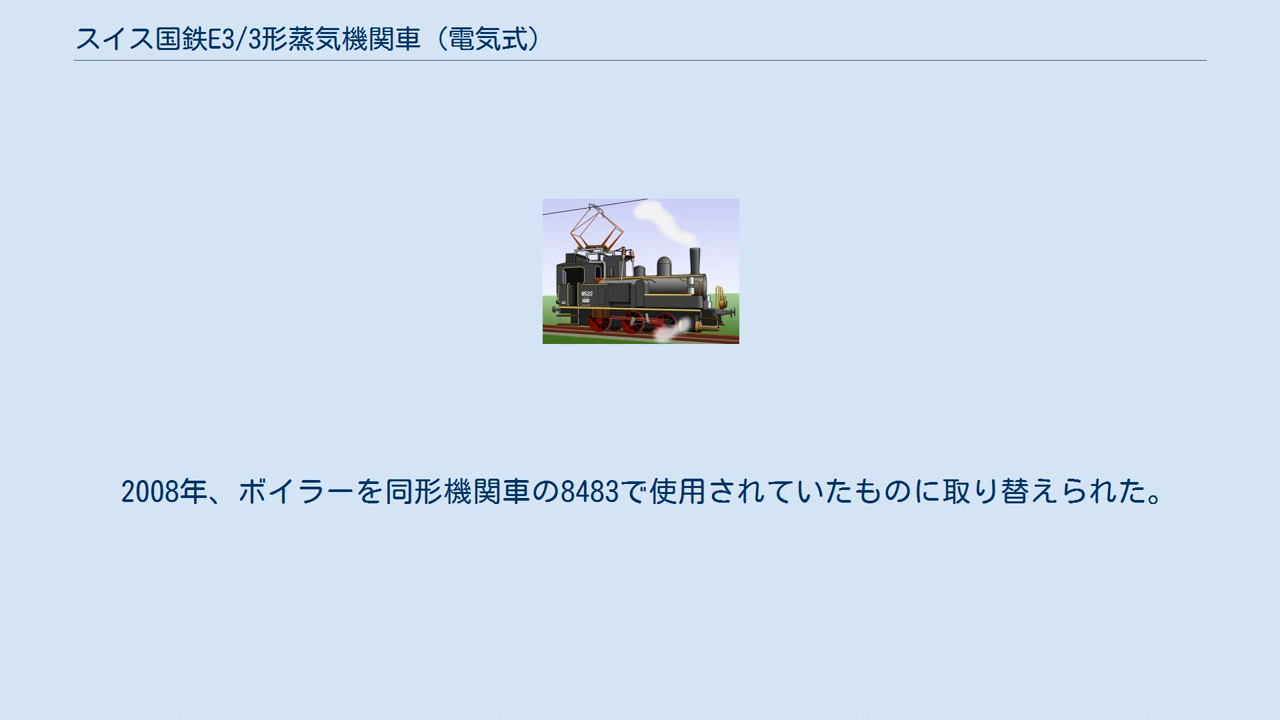 スイス国鉄E3/3形蒸気機関車（電気式）
8522
2008年、ボイラーを同形機関車の8483で使用されていたものに取り替えられた。